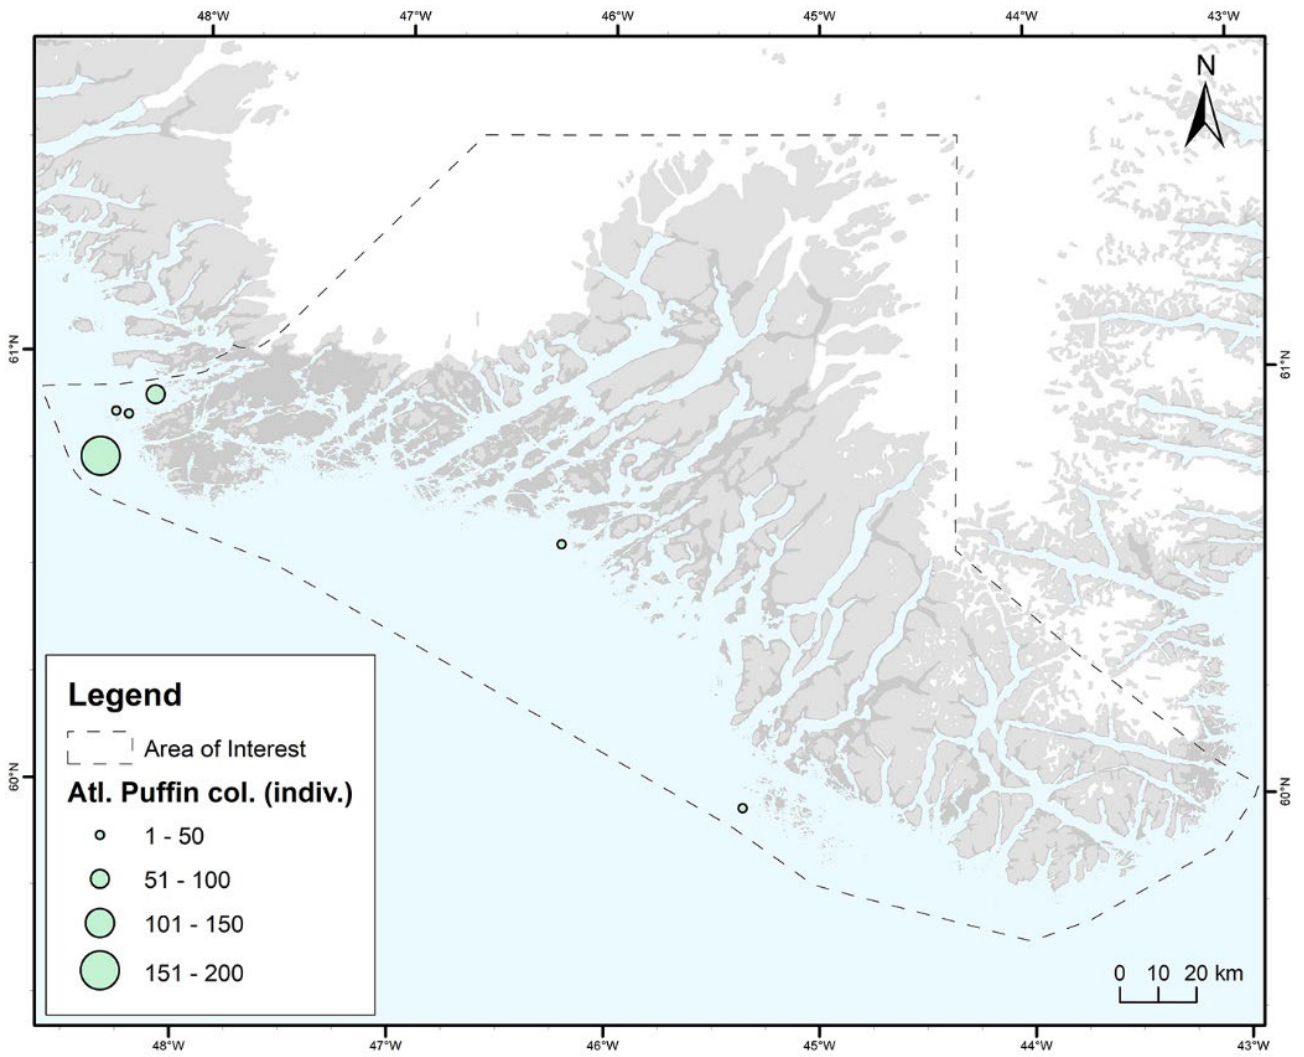 48°W 47°W 46°W 45°W 44°W 43°W
N
61°N 61°N
Legend
Area of Interest
Atl. Puffin col. (indiv.)
1 - 50
51 - 100
101 - 150
151 - 200
60°N 60°N
0 10 20 km
48°W 47°W 46°W 45°W 44°W 43°W